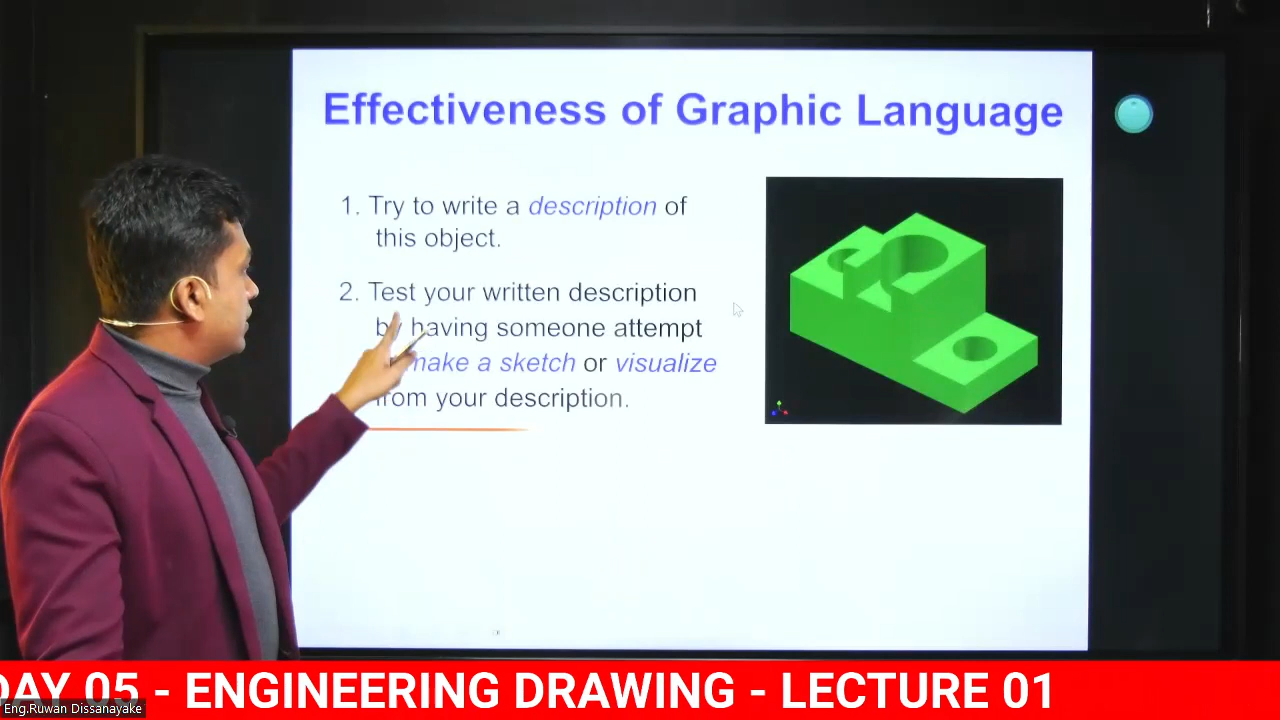 Effectiveness of Graphic Language
1. Try to write a description of
this object.
2. Test your written description
by having someone attempt
make a sketch or visualize
from your description.
DAY 05 - ENGINEERING DRAWING - LECTURE 01
Eng.Ruwan Dissanayake